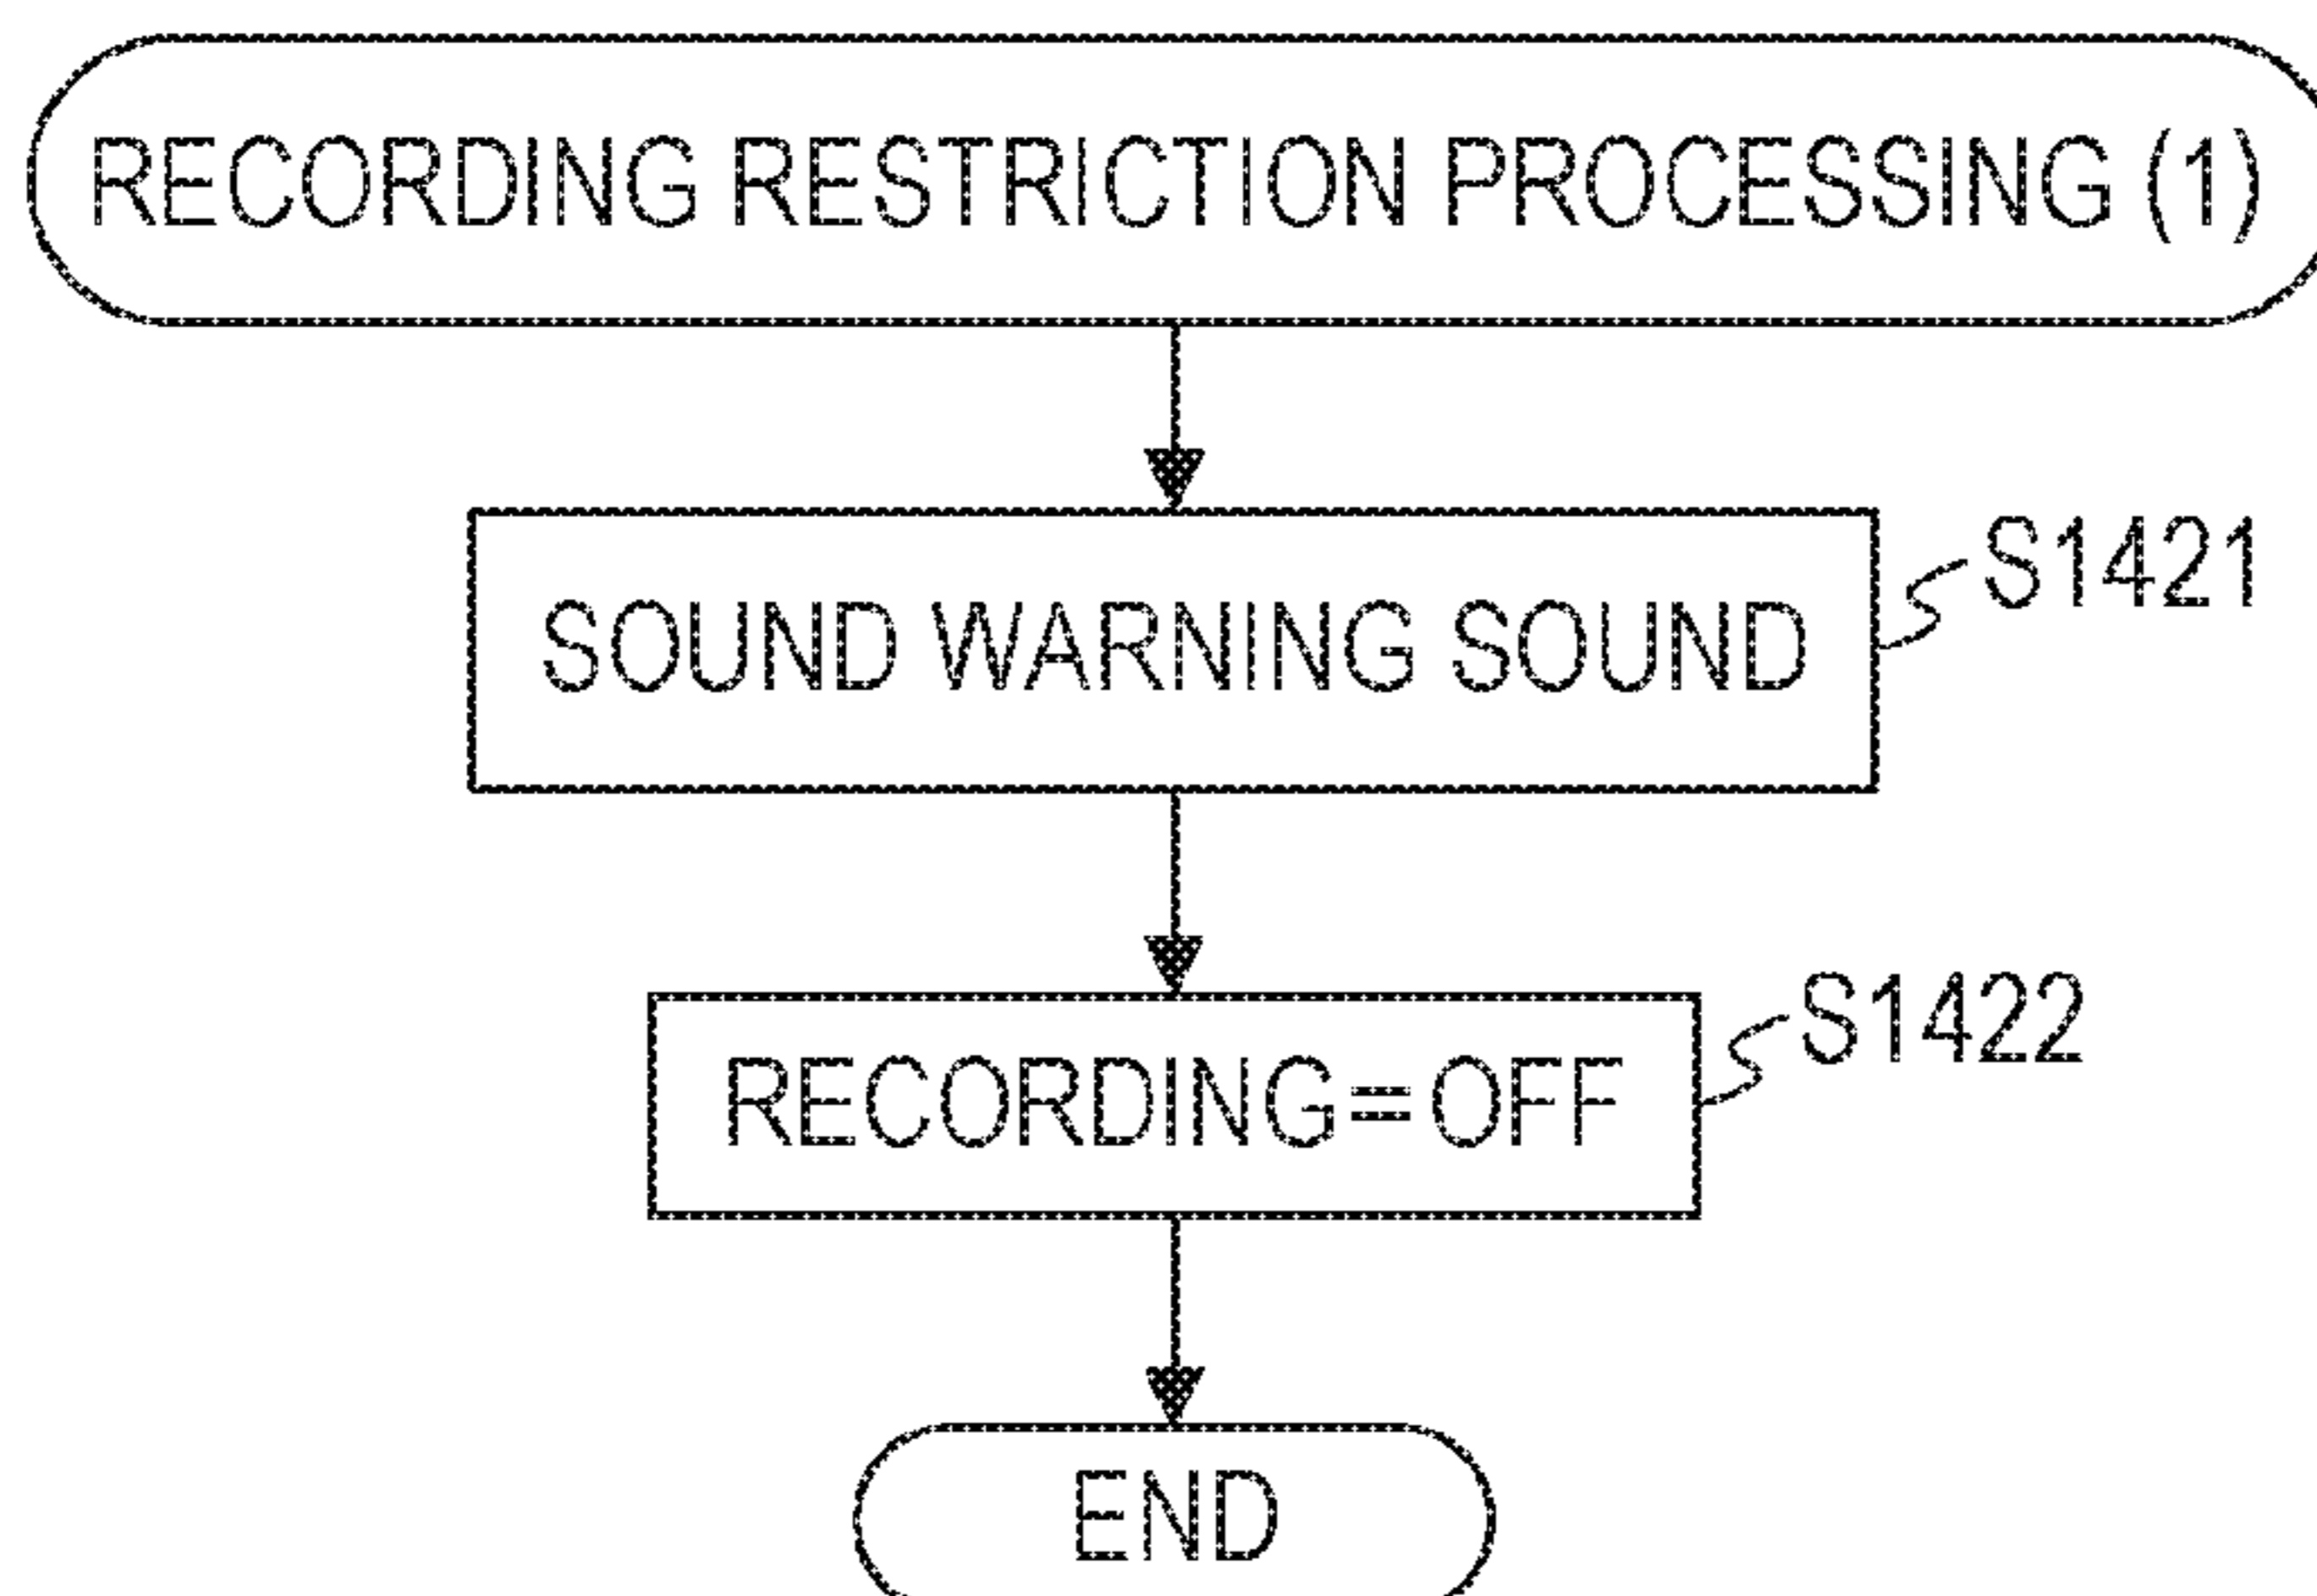 RECORDING RESTRICTION PROCESSING (1)
SOUND WARNING SOUND
S1421
RECORDING=OFF
S1422
END